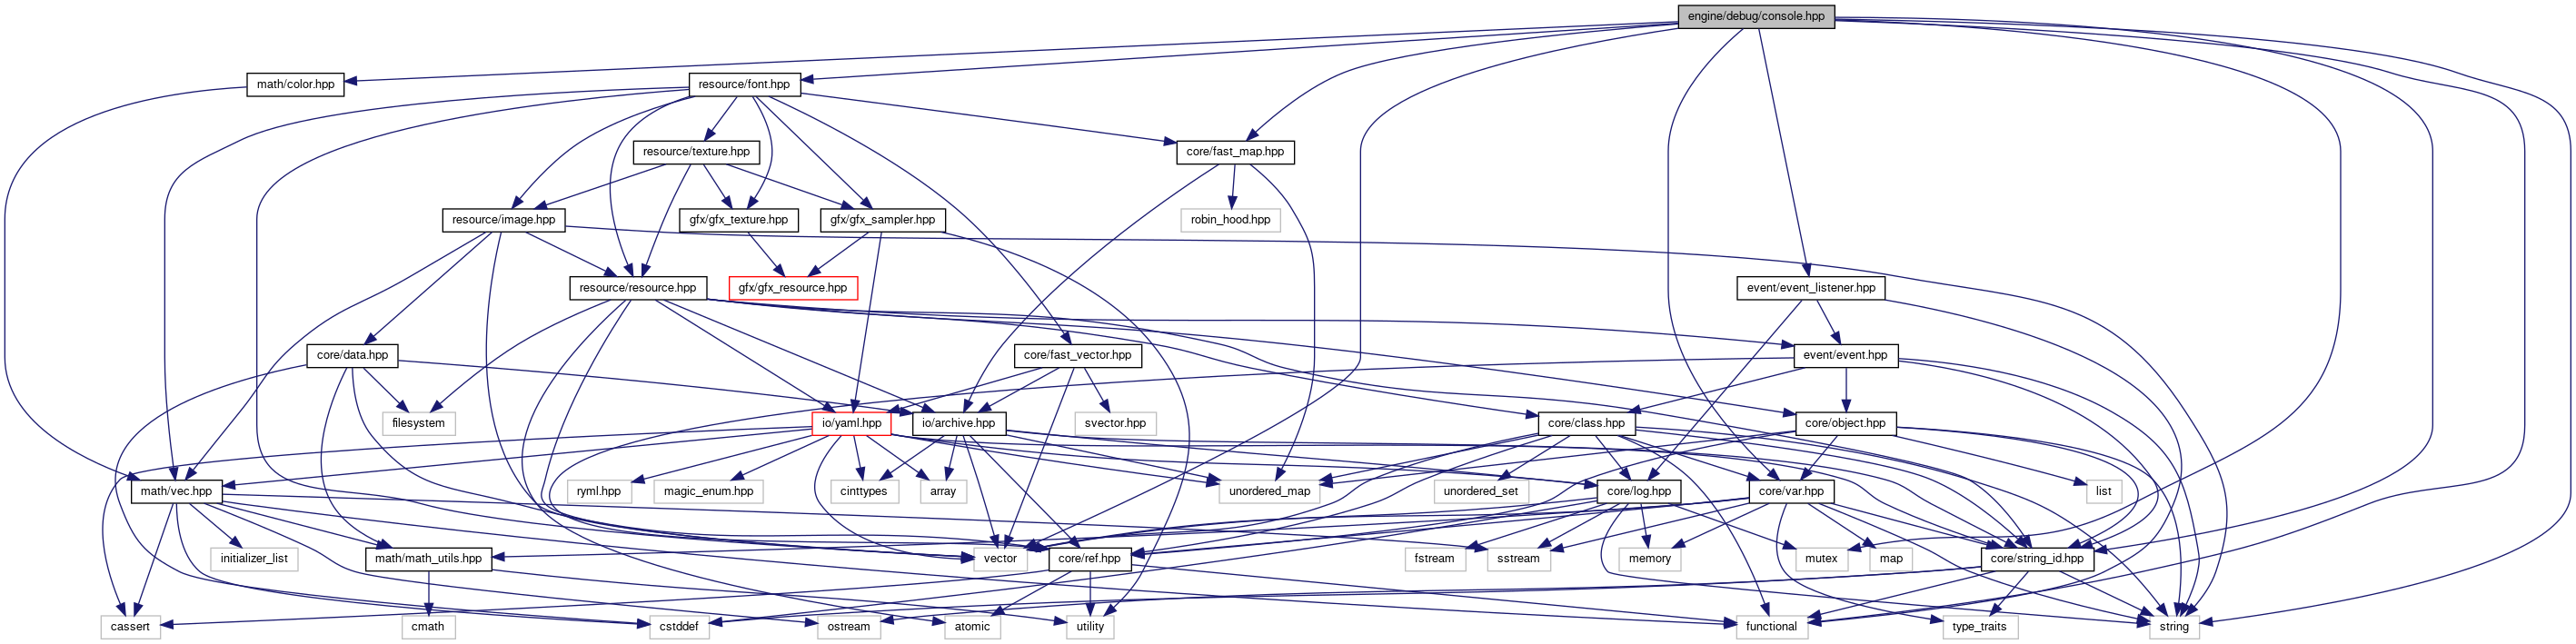 engine/debug/console.hpp
math/color.hpp
resource/font.hpp
resource/texture.hpp
core/fast_map.hpp
resource/image.hpp
gfx/gfx_texture.hpp
gfx/gfx_sampler.hpp
robin_hood.hpp
resource/resource.hpp
gfx/gfx_resource.hpp
event/event_listener.hpp
core/data.hpp
core/fast_vector.hpp
event/event.hpp
filesystem
io/yaml.hpp
io/archive.hpp
svector.hpp
core/class.hpp
core/object.hpp
math/vec.hpp
ryml.hpp
magic_enum.hpp
cinttypes
array
unordered_map
unordered_set
core/log.hpp
core/var.hpp
list
initializer_list
math/math_utils.hpp
vector
core/ref.hpp
fstream
sstream
memory
mutex
map
core/string_id.hpp
cassert
cmath
cstddef
ostream
atomic
utility
functional
type_traits
string